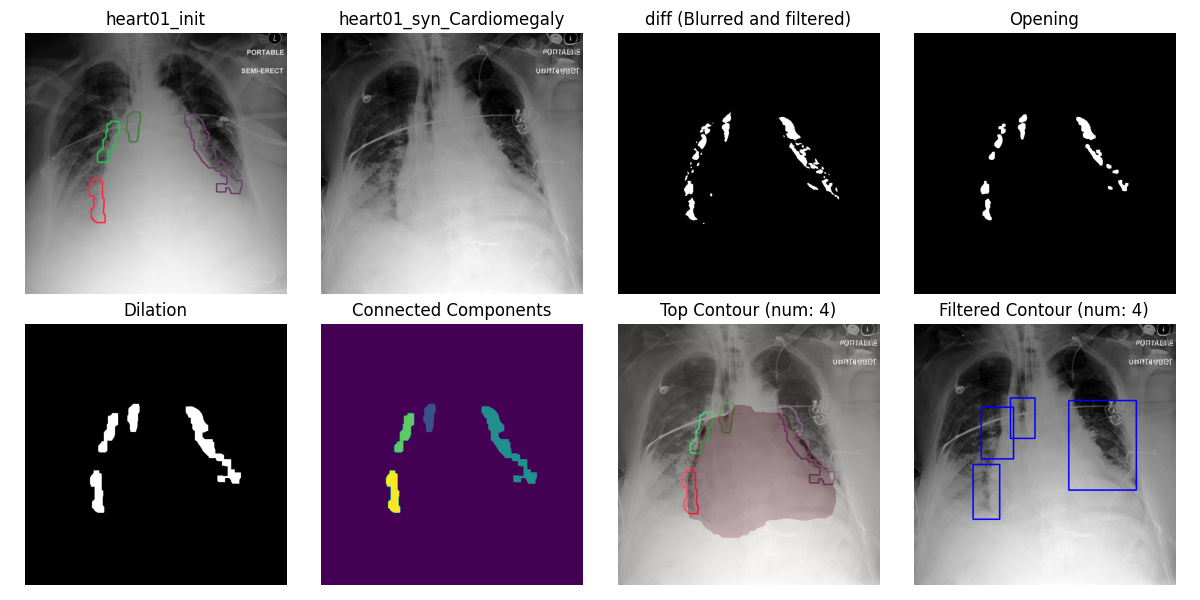 heart01_init
heart01_syn_Cardiomegaly
diff (Blurred and filtered)
Opening
L
PORTABLE
SEMI-ERECT
Dilation
Connected Components
Top Contour (num: 4)
Filtered Contour (num: 4)